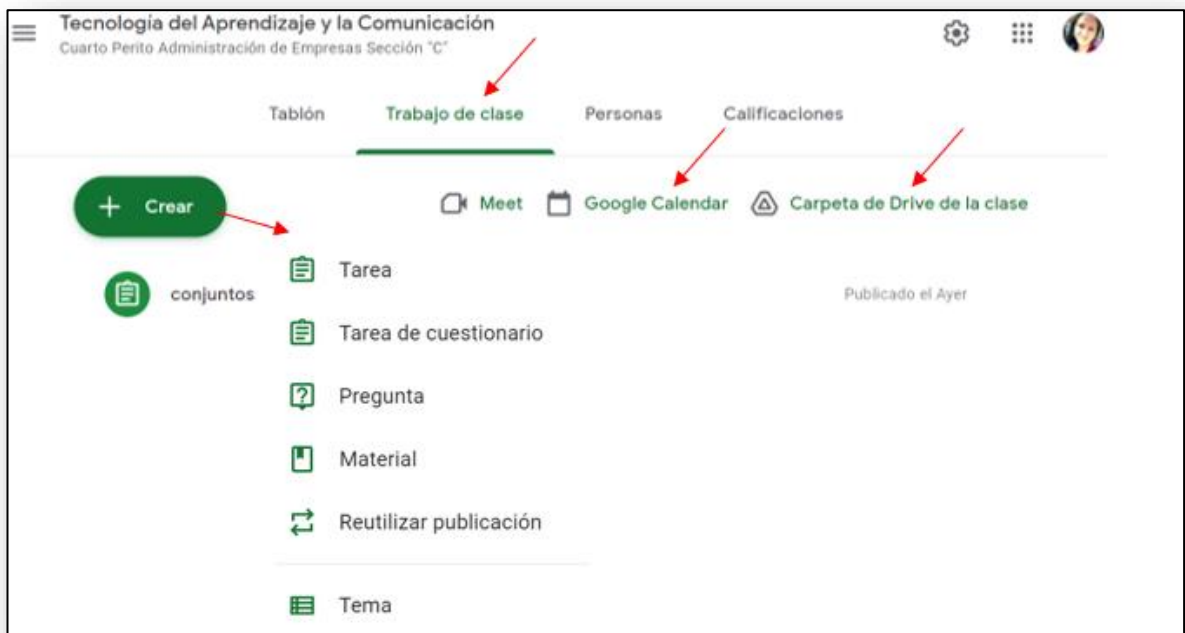 Tecnología del Aprendizaje y la Comunicación
Cuarto Perito Administración de Empresas Sección "C"
Tablón Trabajo de clase Personas Calificaciones
+ Crear Meet Google Calendar Carpeta de Drive de la clase
Tarea
conjuntos Publicado el Ayer
Tarea de cuestionario
Pregunta
Material
Reutilizar publicación
Tema